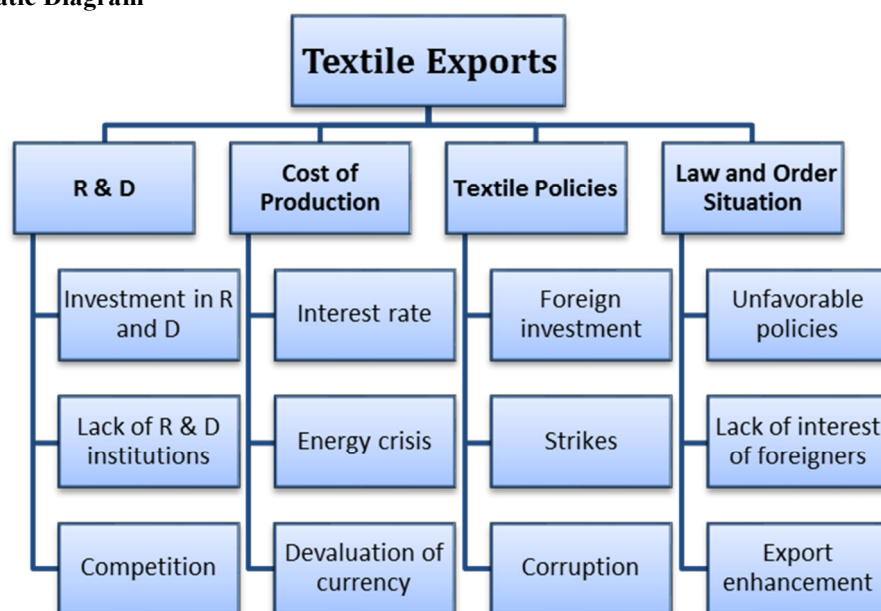 Diagram
Textile Exports
R & D
Cost of
Production
Textile Policies
Law and Order
Situation
Investment in R
and D
Interest rate
Foreign
investment
Unfavorable
policies
Lack of R & D
institutions
Energy crisis
Strikes
Lack of interest
of foreigners
Competition
Devaluation of
currency
Corruption
Export
enhancement